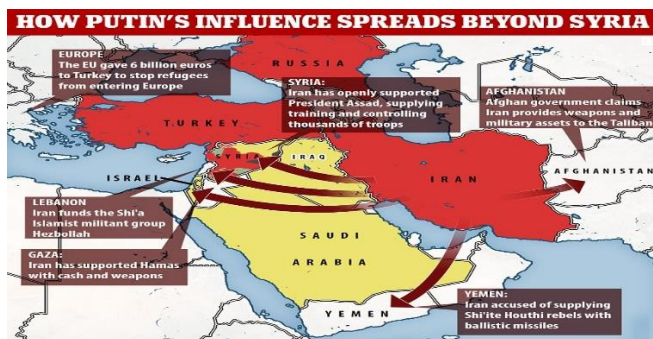 HOW PUTIN'S INFLUENCE SPREADS BEYOND SYRIA
EUROPE
The EU gave 6 billion euros
to Turkey to stop refugees
from entering Europe
RUSSIA
SYRIA:
Iran has openly supported
President Assad, supplying
training and controlling
thousands of troops
AFGHANISTAN
Afghan government claims
Iran provides weapons and
military assets to the Taliban
TURKEY
SYRIA
IRAQ
ISRAEL
IRAN
AFGHANISTAN
LEBANON
Iran funds the Shi'a
Islamist militant group
Hezbollah
GAZA:
Iran has supported Hamas
with cash and weapons
SAUDI
ARABIA
YEMEN
YEMEN:
Iran accused of supplying
Shi'ite Houthi rebels with
ballistic missiles